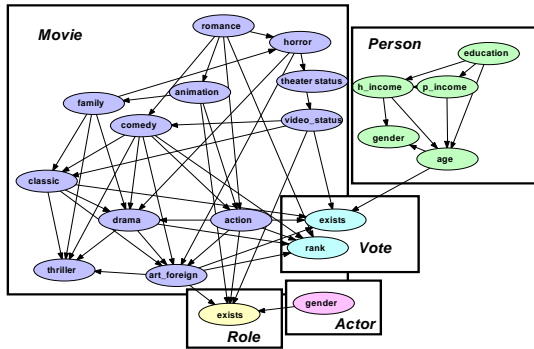 Movie
romance
horror
Person
education
theater status
h_income
p_income
family
animation
comedy
video_status
gender
age
classic
drama
action
exists
rank
Vote
thriller
art_foreign
exists
Role
gender
Actor